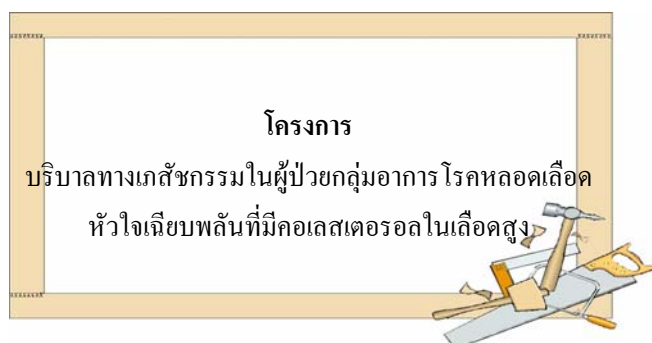 โครงการ
บริบาลทางเภสัชกรรมในผู้ป่วยกลุ่มอาการโรคหลอดเลือด
หัวใจเฉียบพลันที่มีคอเลสเตอรอลในเลือดสูง